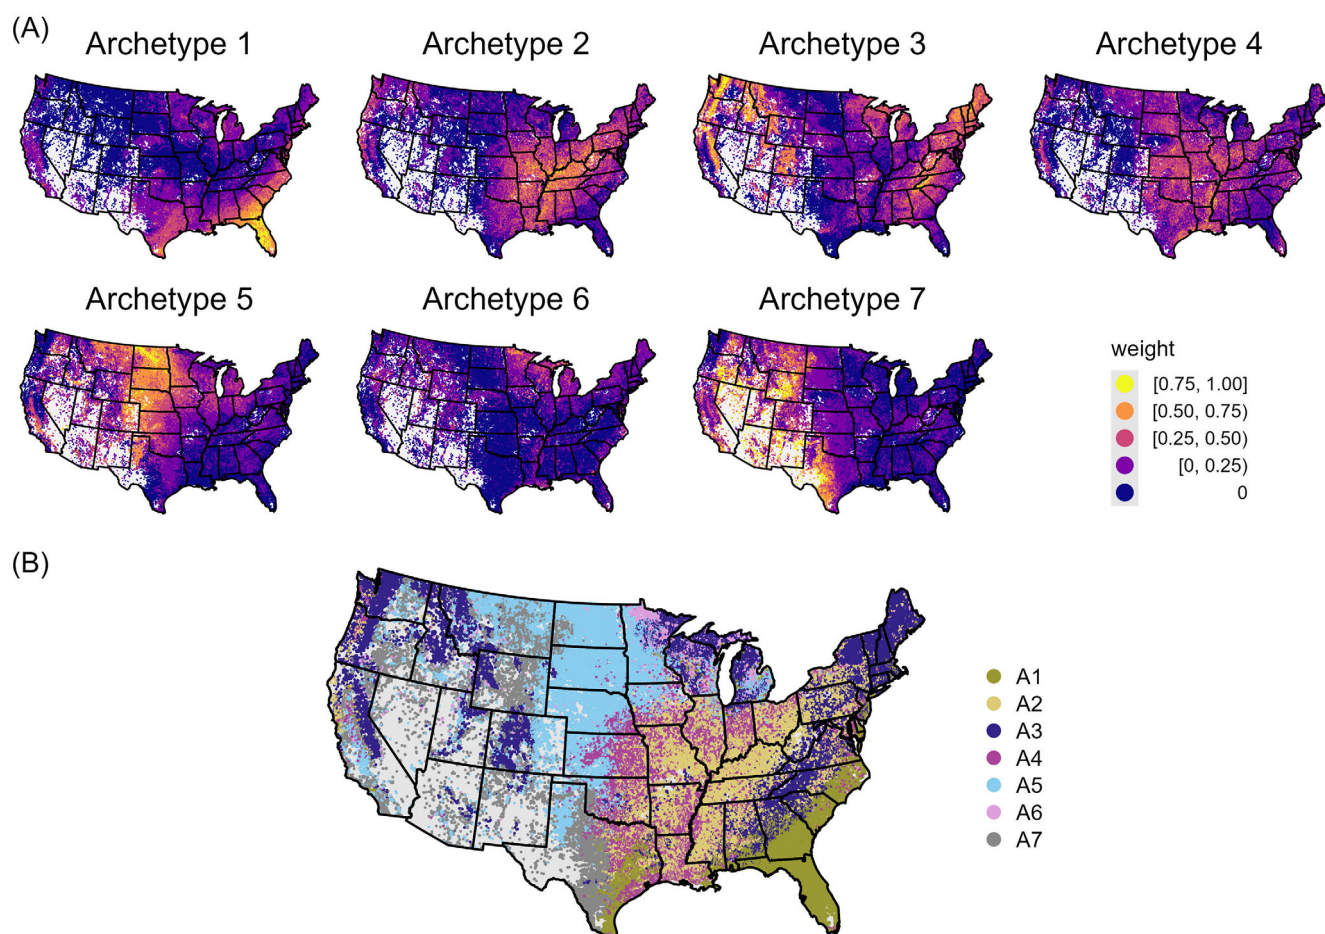 (A)
Archetype 1
Archetype 2
Archetype 3
Archetype 4
Archetype 5
Archetype 6
Archetype 7
weight
[0.75, 1.00]
[0.50, 0.75)
[0.25, 0.50)
[0, 0.25)
0
(B)
A1
A2
A3
A4
A5
A6
A7